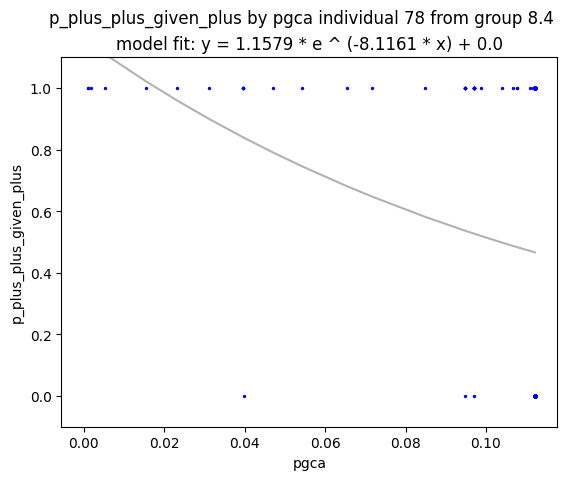 p_plus_plus_given_plus by pgca individual 78 from group 8.4
model fit: y = 1.1579 * e ^ (-8.1161 * x) + 0.0
1.0
0.8
0.6
0.4
0.2
0.0
p_plus_plus_given_plus
0.00 0.02 0.04 0.06 0.08 0.10
pgca